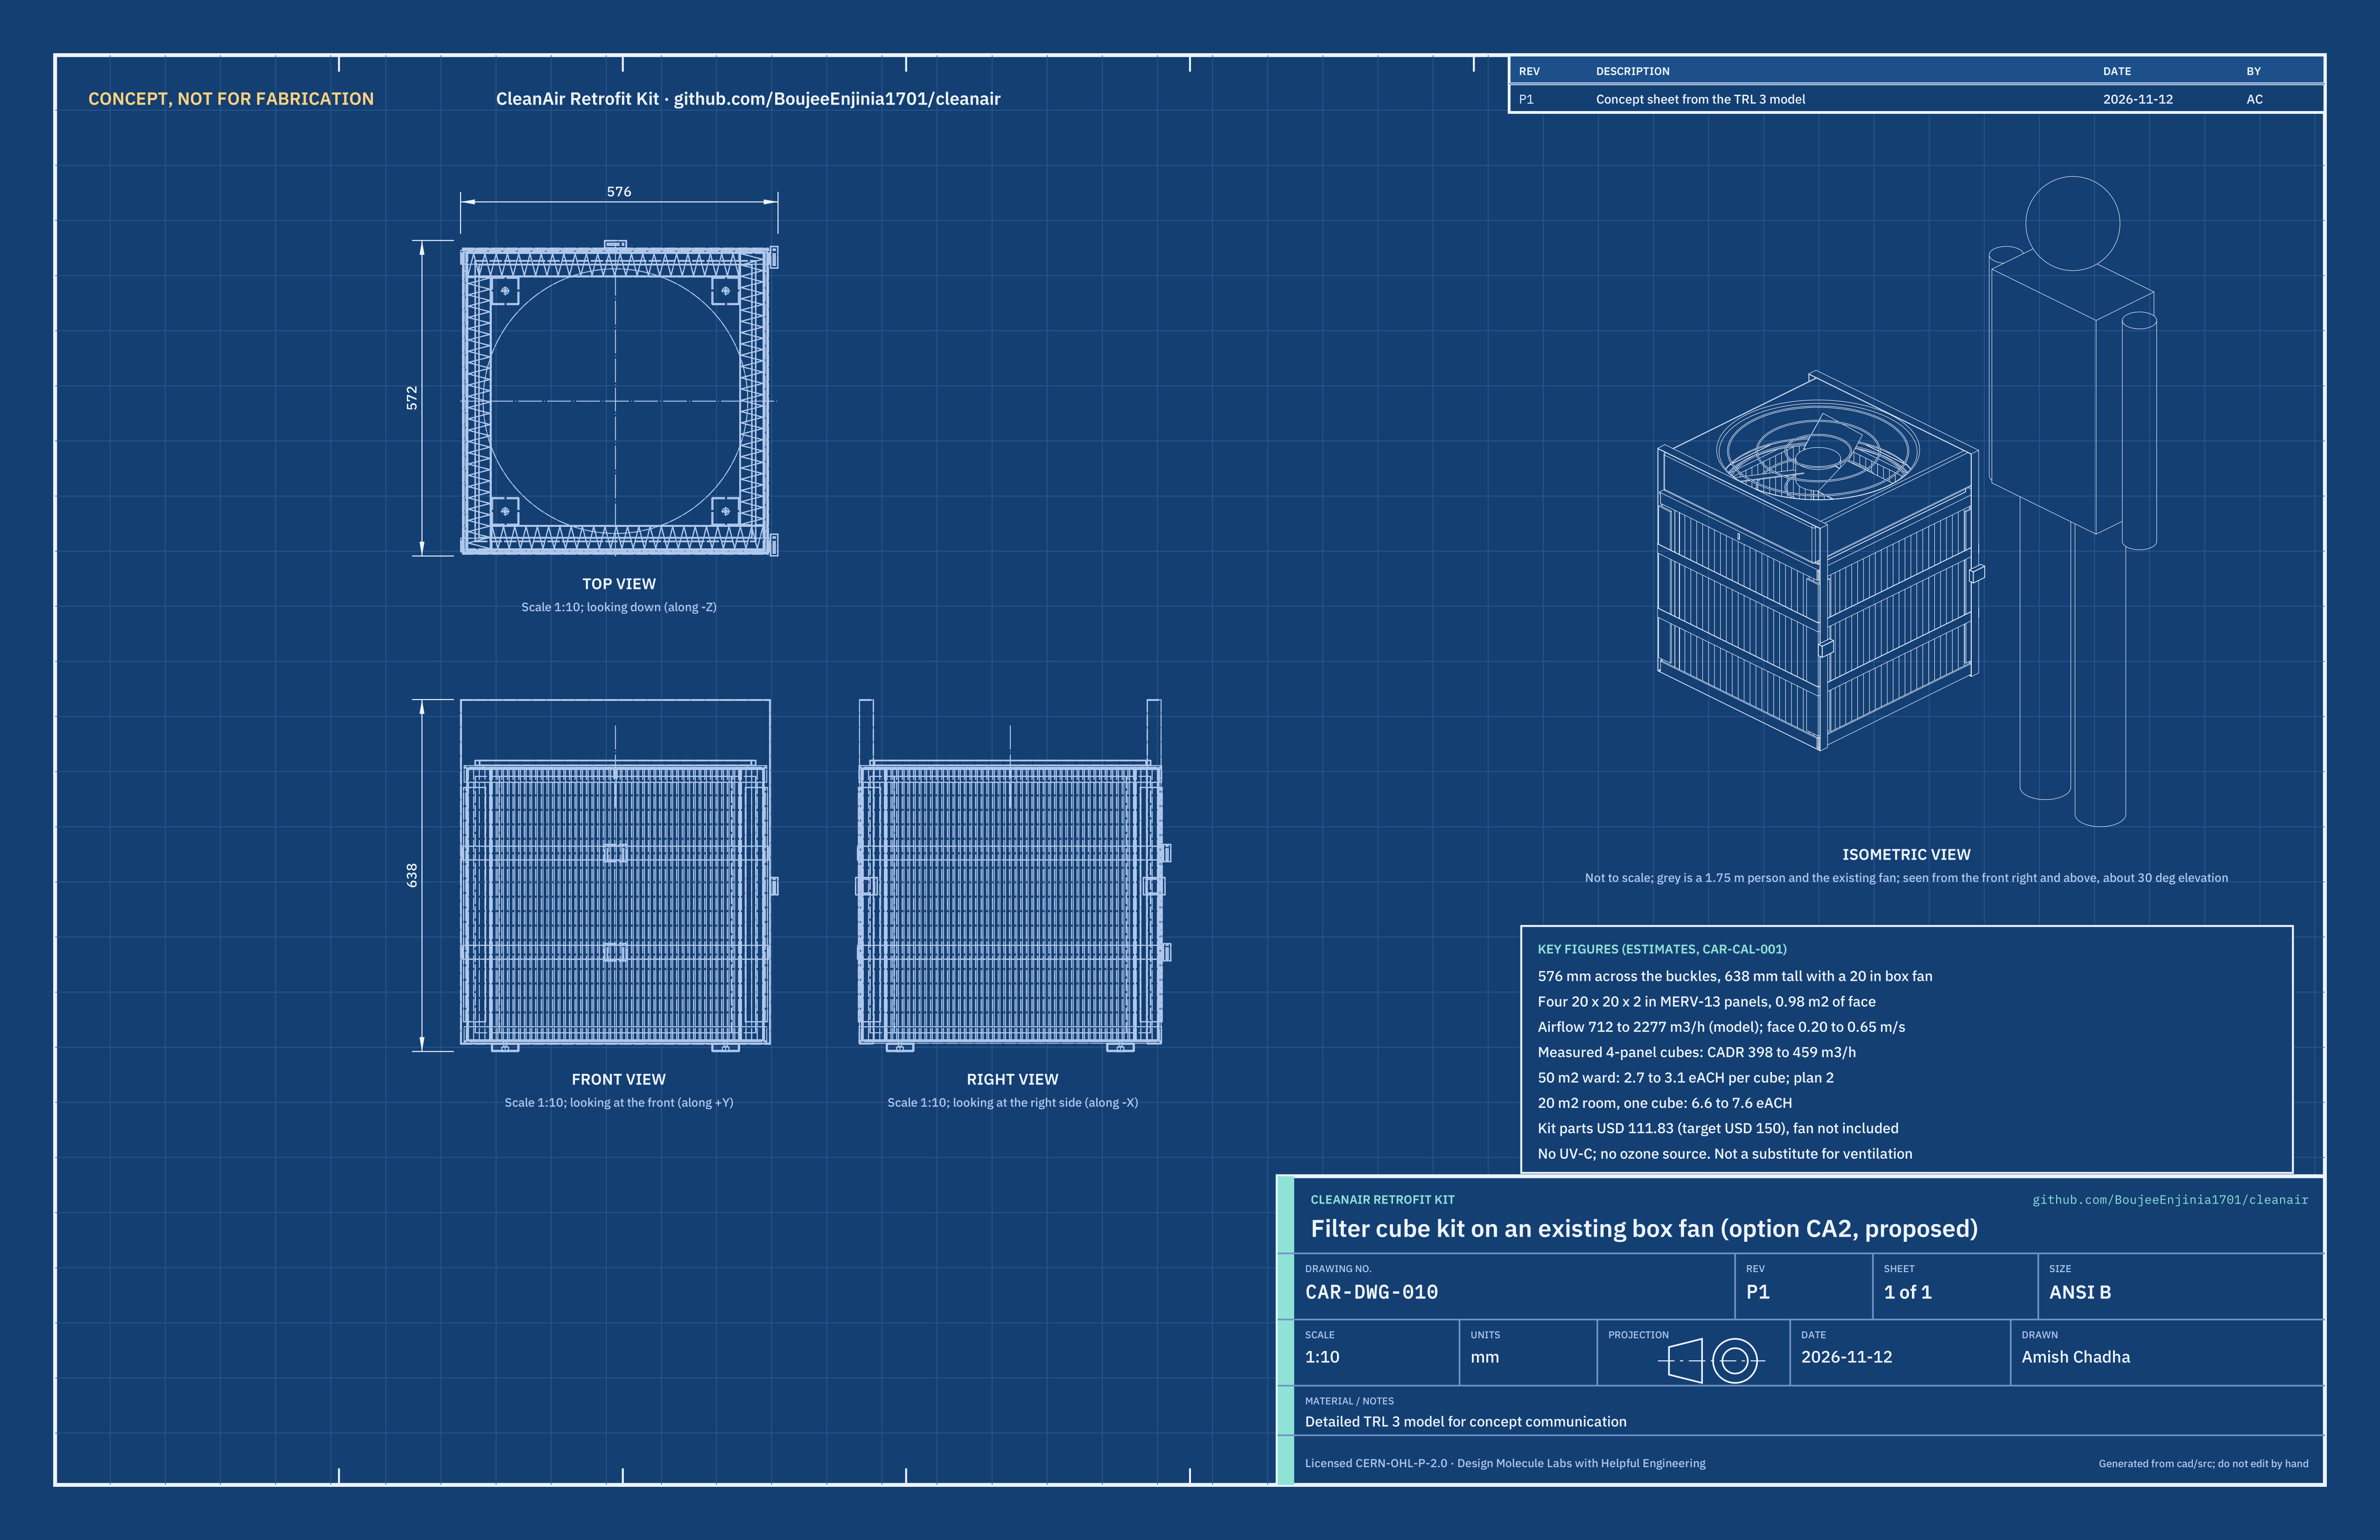 CONCEPT, NOT FOR FABRICATION
CleanAir Retrofit Kit · github.com/BoujeeEnjinia1701/cleanair
REV DESCRIPTION DATE BY
P1 Concept sheet from the TRL 3 model 2026-11-12 AC
576
572
TOP VIEW
Scale 1:10; looking down (along -Z)
638
FRONT VIEW
Scale 1:10; looking at the front (along +Y)
RIGHT VIEW
Scale 1:10; looking at the right side (along -X)
ISOMETRIC VIEW
Not to scale; grey is a 1.75 m person and the existing fan; seen from the front right and above, about 30 deg elevation
KEY FIGURES (ESTIMATES, CAR-CAL-001)
576 mm across the buckles, 638 mm tall with a 20 in box fan
Four 20 x 20 x 2 in MERV-13 panels, 0.98 m2 of face
Airflow 712 to 2277 m3/h (model); face 0.20 to 0.65 m/s
Measured 4-panel cubes: CADR 398 to 459 m3/h
50 m2 ward: 2.7 to 3.1 eACH per cube; plan 2
20 m2 room, one cube: 6.6 to 7.6 eACH
Kit parts USD 111.83 (target USD 150), fan not included
No UV-C; no ozone source. Not a substitute for ventilation
CLEANAIR RETROFIT KIT github.com/BoujeeEnjinia1701/cleanair
Filter cube kit on an existing box fan (option CA2, proposed)
DRAWING NO. REV SHEET SIZE
CAR-DWG-010 P1 1 of 1 ANSI B
SCALE UNITS PROJECTION DATE DRAWN
1:10 mm 2026-11-12 Amish Chadha
MATERIAL / NOTES
Detailed TRL 3 model for concept communication
Licensed CERN-OHL-P-2.0 · Design Molecule Labs with Helpful Engineering Generated from cad/src; do not edit by hand